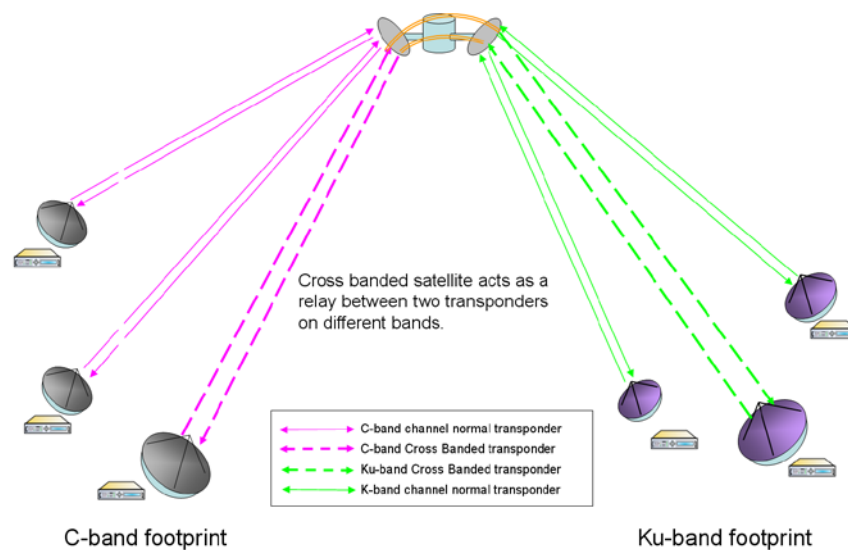 Cross banded satellite acts as a
relay between two transponders
on different bands.
C-band channel normal transponder
C-band Cross Banded transponder
Ku-band Cross Banded transponder
K-band channel normal transponder
C-band footprint
Ku-band footprint